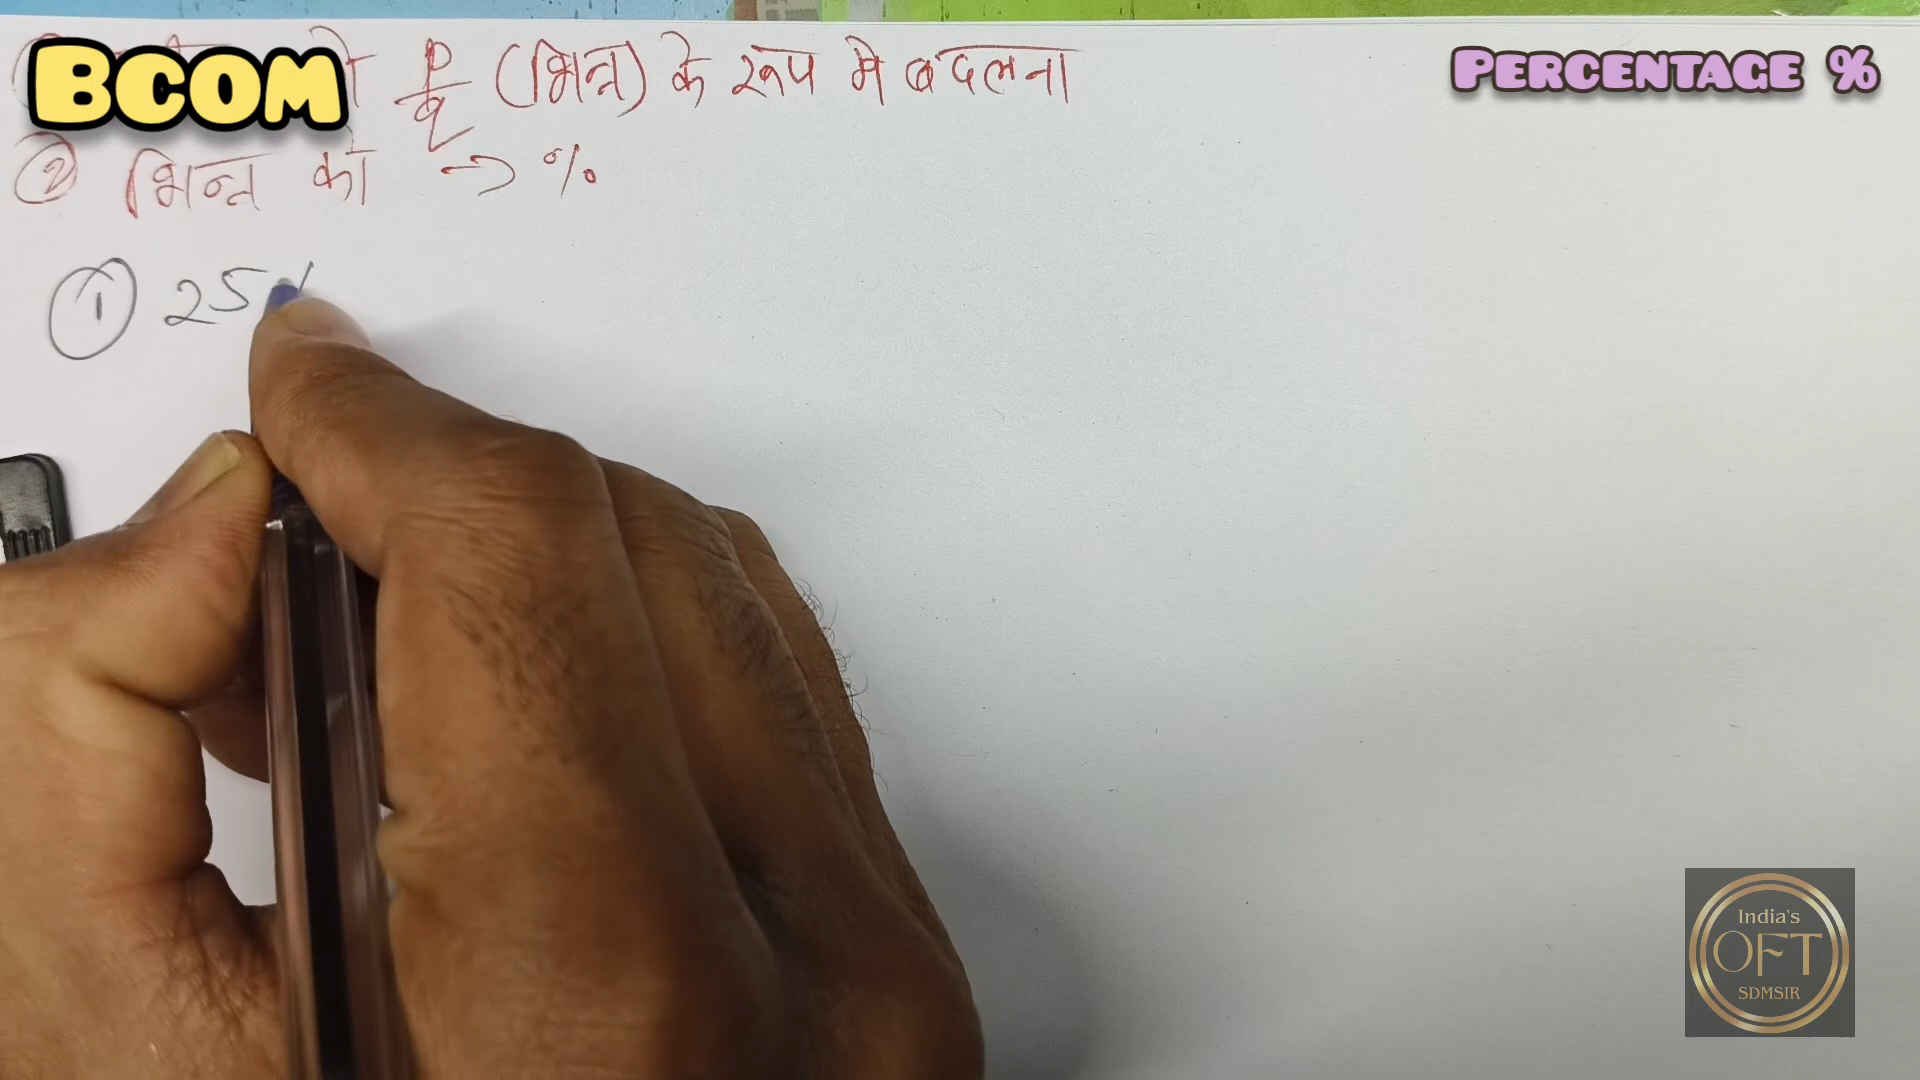 BCOM
PERCENTAGE %
p/q (भिन्न) के रूप मे बदलना
② भिन्न को → %
① 25%
India's
OFT
SDMSIR